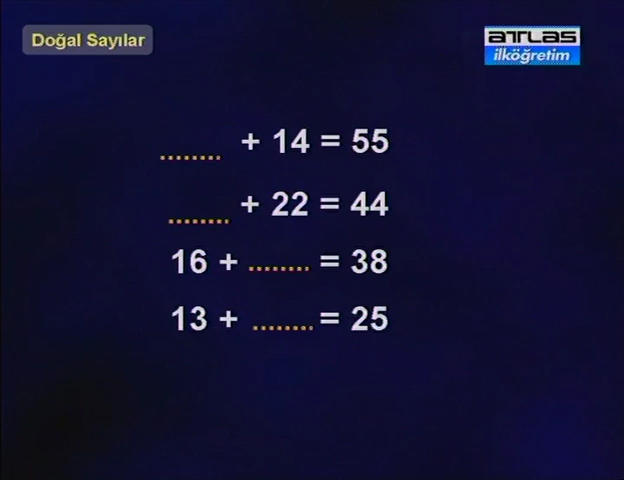 Doğal Sayılar
ATLAS
ilköğretim
........ + 14 = 55
........ + 22 = 44
16 + ........ = 38
13 + ........ = 25